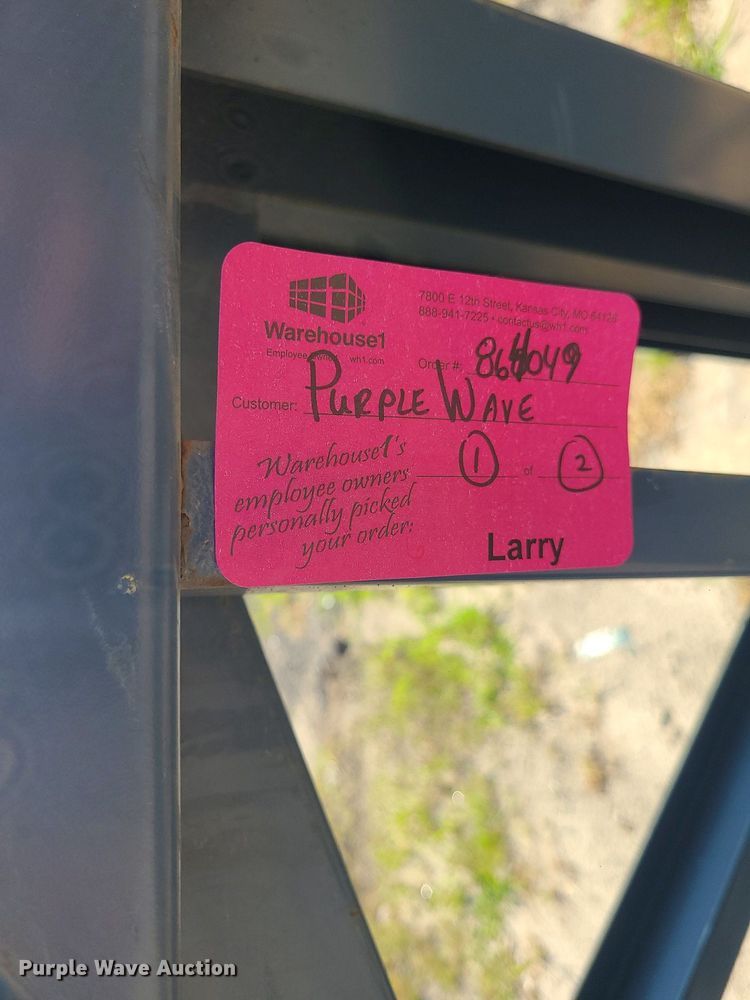 Warehouse1
Employee owned wh1.com
7800 E 12th Street, Kansas City, MO 64126
888-941-7225 • contactus@wh1.com
Order #: 864049
Customer: PURPLE WAVE
1 of 2
Warehouse1's
employee owners
personally picked
your order:
Larry
Purple Wave Auction